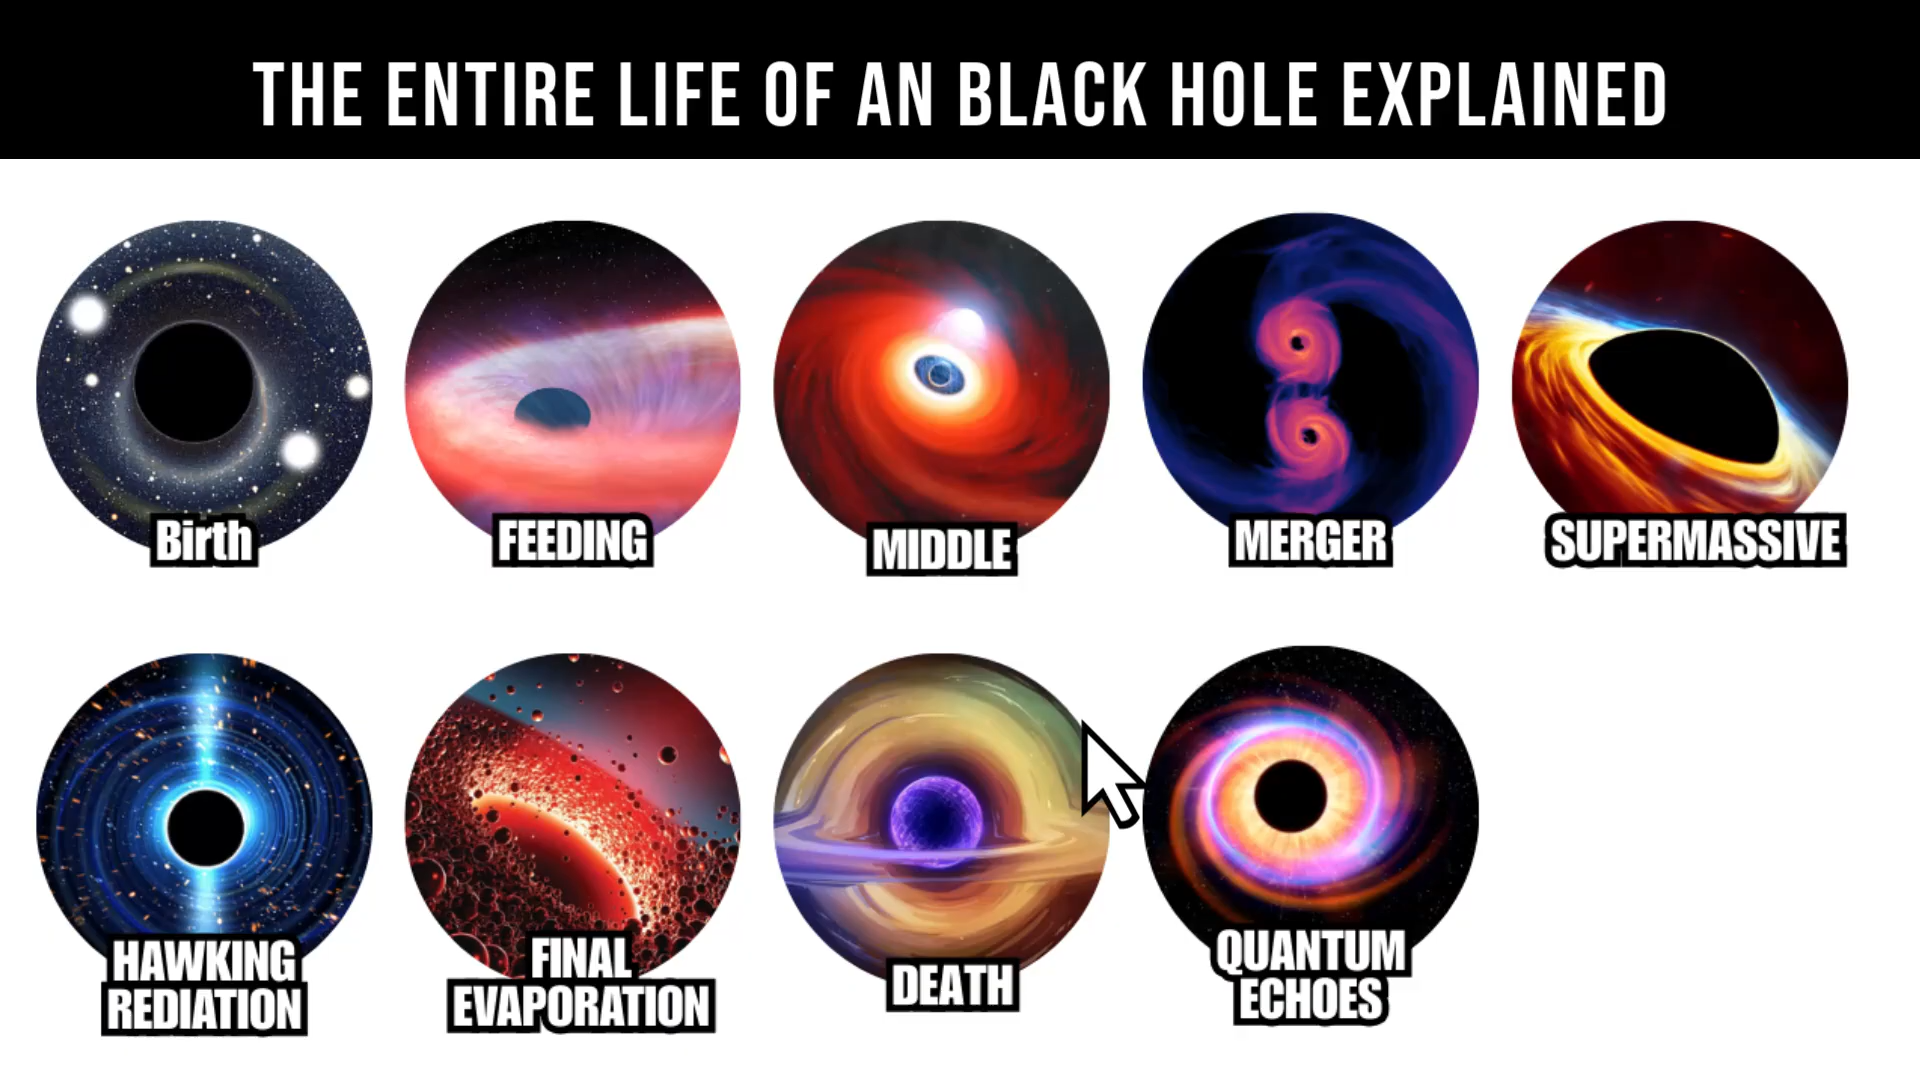 THE ENTIRE LIFE OF AN BLACK HOLE EXPLAINED
Birth
FEEDING
MIDDLE
MERGER
SUPERMASSIVE
HAWKING
REDIATION
FINAL
EVAPORATION
DEATH
QUANTUM
ECHOES